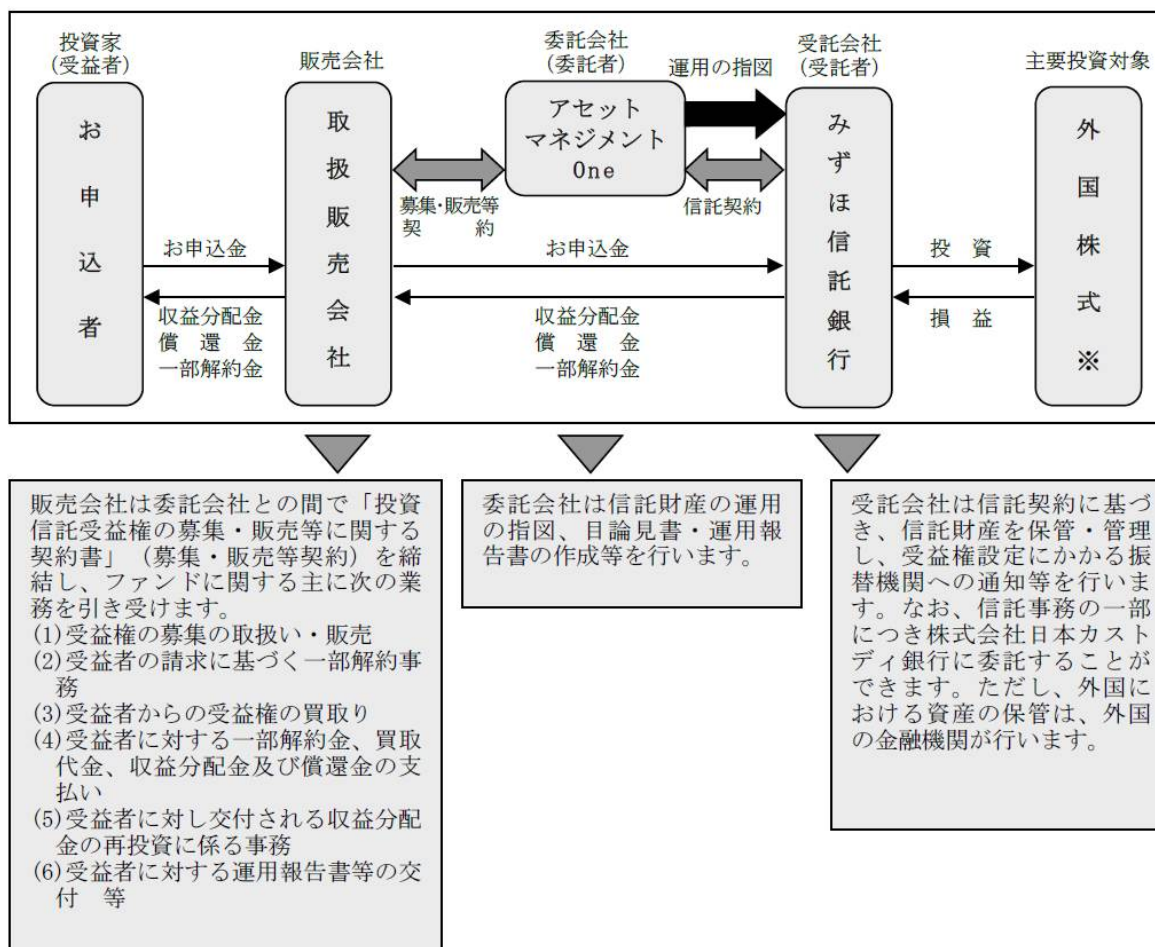 投資家
(受益者)
販売会社
委託会社
(委託者)
運用の指図
受託会社
(受託者)
主要投資対象
お申込者
取扱販売会社
アセット
マネジメント
One
みずほ信託銀行
外国株式※
募集・販売等
契　約
信託契約
お申込金
収益分配金
償　還　金
一部解約金
お申込金
収益分配金
償　還　金
一部解約金
投　資
損　益
販売会社は委託会社との間で「投資
信託受益権の募集・販売等に関する
契約書」（募集・販売等契約）を締
結し、ファンドに関する主に次の業
務を引き受けます。
(1)受益権の募集の取扱い・販売
(2)受益者の請求に基づく一部解約事
務
(3)受益者からの受益権の買取り
(4)受益者に対する一部解約金、買取
代金、収益分配金及び償還金の支
払い
(5)受益者に対し交付される収益分配
金の再投資に係る事務
(6)受益者に対する運用報告書等の交
付　等
委託会社は信託財産の運用
の指図、目論見書・運用報
告書の作成等を行います。
受託会社は信託契約に基づ
き、信託財産を保管・管理
し、受益権設定にかかる振
替機関への通知等を行いま
す。なお、信託事務の一部
につき株式会社日本カスト
ディ銀行に委託することが
できます。ただし、外国に
おける資産の保管は、外国
の金融機関が行います。